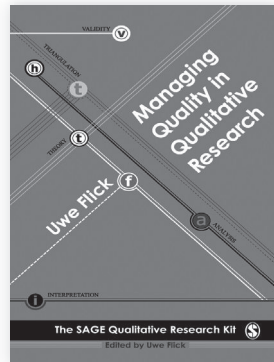 VALIDITY
v
TRIANGULATION
h
t
THEORY
t
f
a
ANALYSIS
Managing
Quality in
Qualitative
Research
Uwe Flick
i
INTERPRETATION
The SAGE Qualitative Research Kit
S
Edited by Uwe Flick